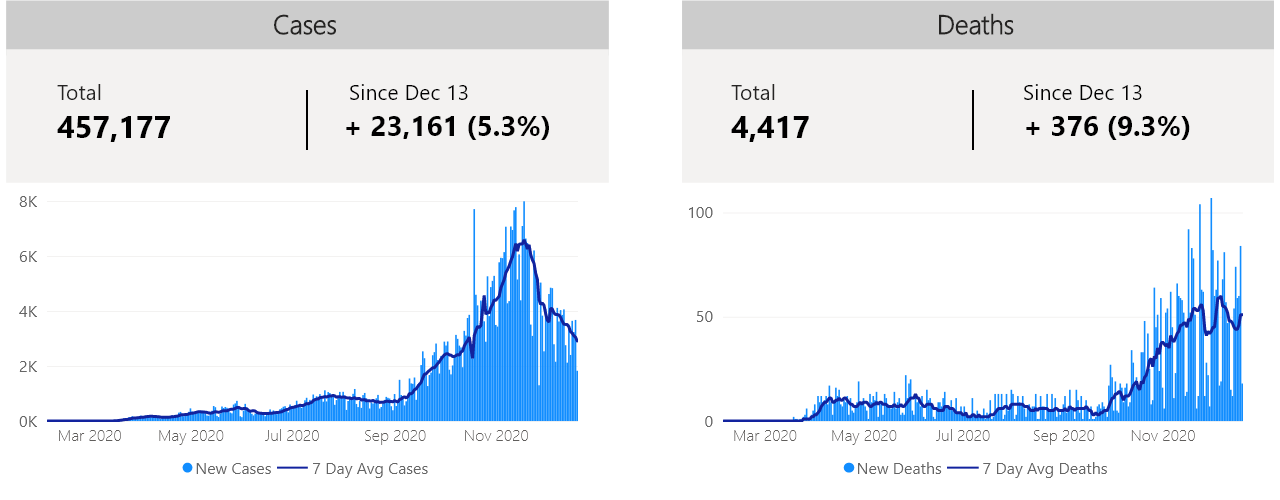 Cases
Total
457,177
Since Dec 13
+ 23,161 (5.3%)
8K
6K
4K
2K
0K
Mar 2020 May 2020 Jul 2020 Sep 2020 Nov 2020
New Cases 7 Day Avg Cases
Deaths
Total
4,417
Since Dec 13
+ 376 (9.3%)
100
50
0
Mar 2020 May 2020 Jul 2020 Sep 2020 Nov 2020
New Deaths 7 Day Avg Deaths